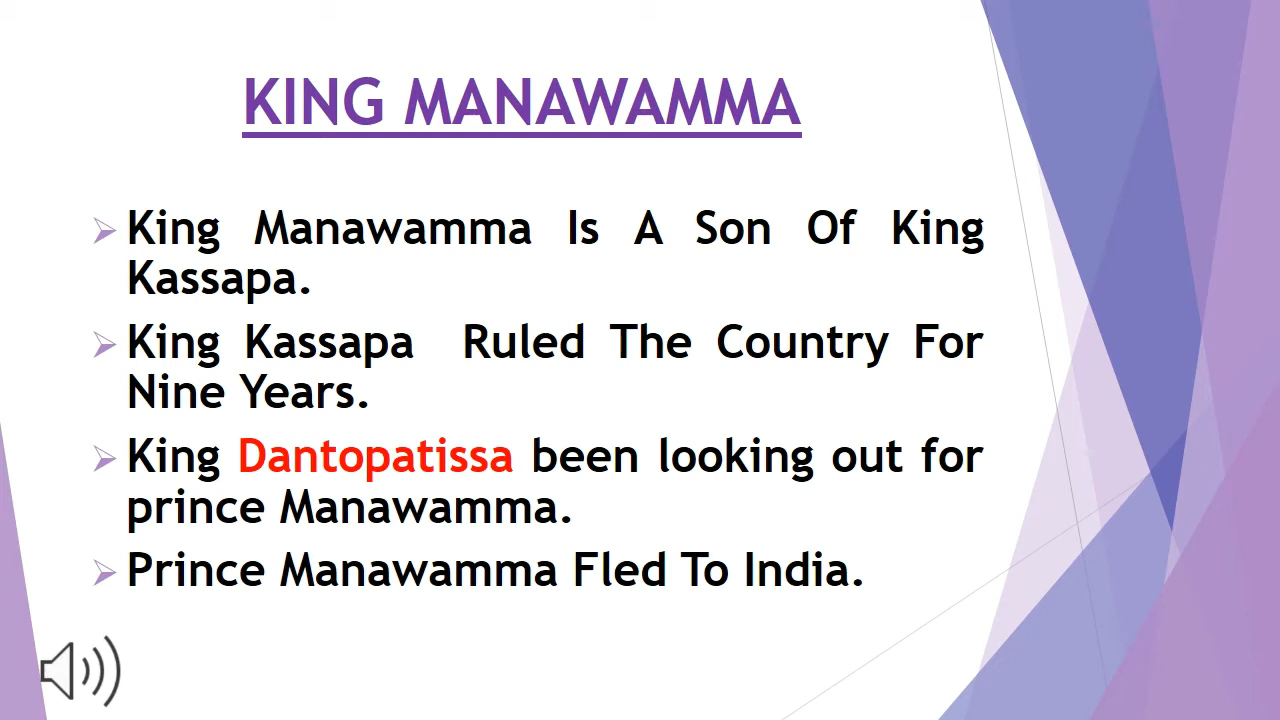 KING MANAWAMMA
King Manawamma Is A Son Of King
Kassapa.
King Kassapa Ruled The Country For
Nine Years.
King Dantopatissa been looking out for
prince Manawamma.
Prince Manawamma Fled To India.